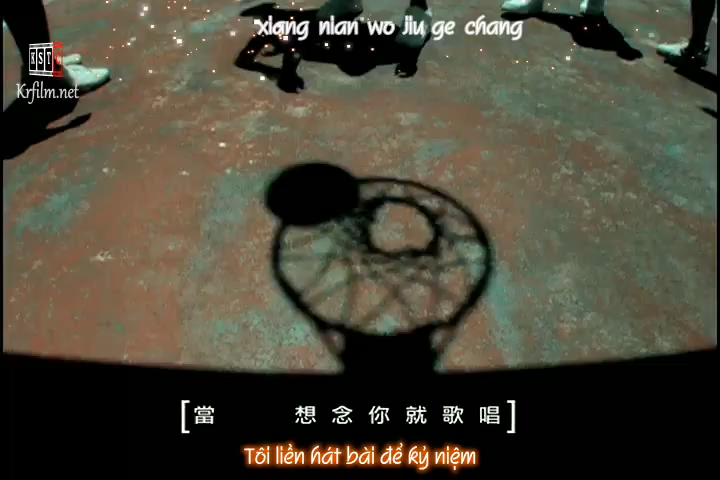 xiang nian wo jiu ge chang
KST
Krfilm.net
[當 想念你就歌唱]
Tôi liền hát bài để kỷ niệm